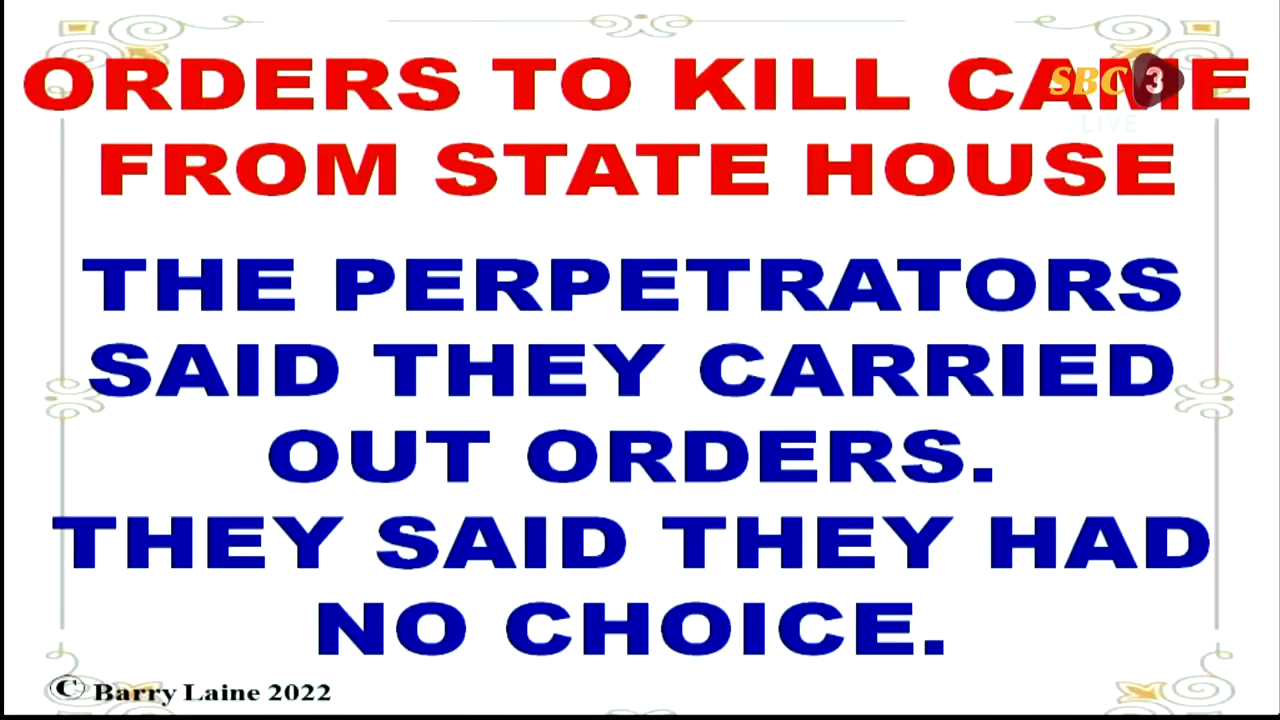 ORDERS TO KILL CAME
SBC 3
LIVE
FROM STATE HOUSE
THE PERPETRATORS
SAID THEY CARRIED
OUT ORDERS.
THEY SAID THEY HAD
NO CHOICE.
© Barry Laine 2022